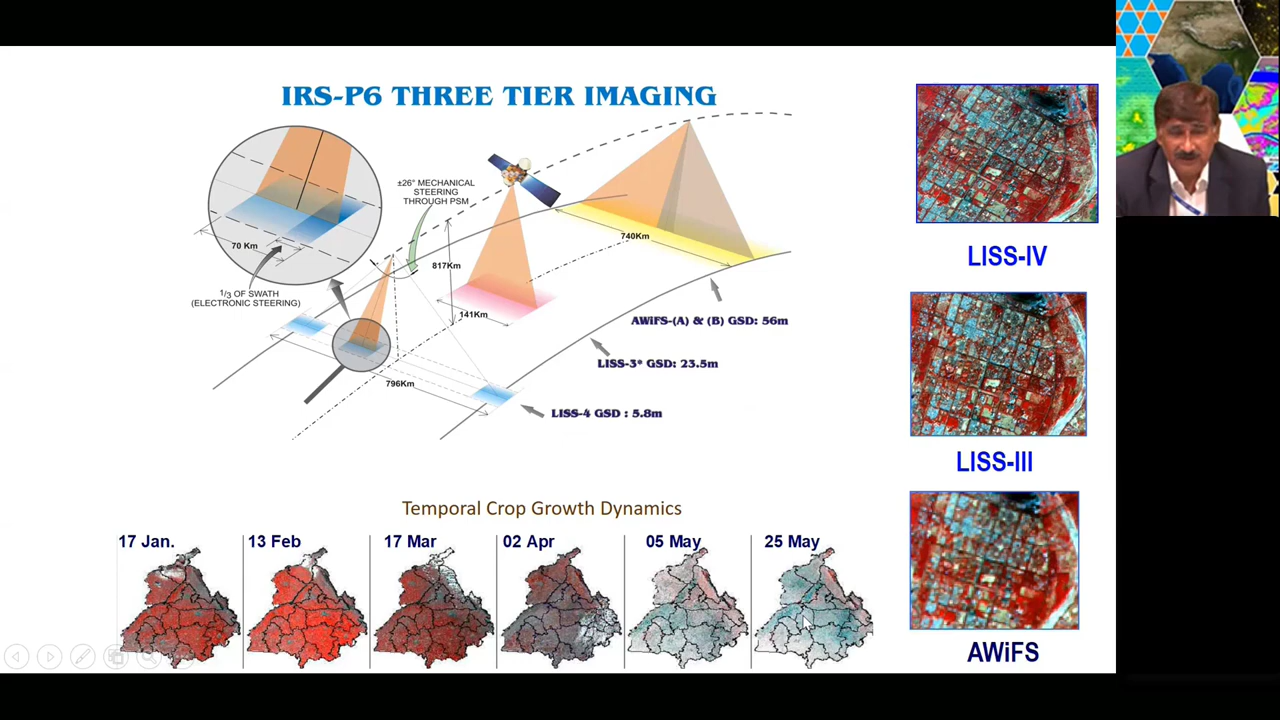 IRS-P6 THREE TIER IMAGING
±26° MECHANICAL
STEERING
THROUGH PSM
70 Km
1/3 OF SWATH
(ELECTRONIC STEERING)
817Km
740Km
141Km
796Km
AWiFS-(A) & (B) GSD: 56m
LISS-3* GSD: 23.5m
LISS-4 GSD : 5.8m
LISS-IV
LISS-III
AWiFS
Temporal Crop Growth Dynamics
17 Jan.
13 Feb
17 Mar
02 Apr
05 May
25 May